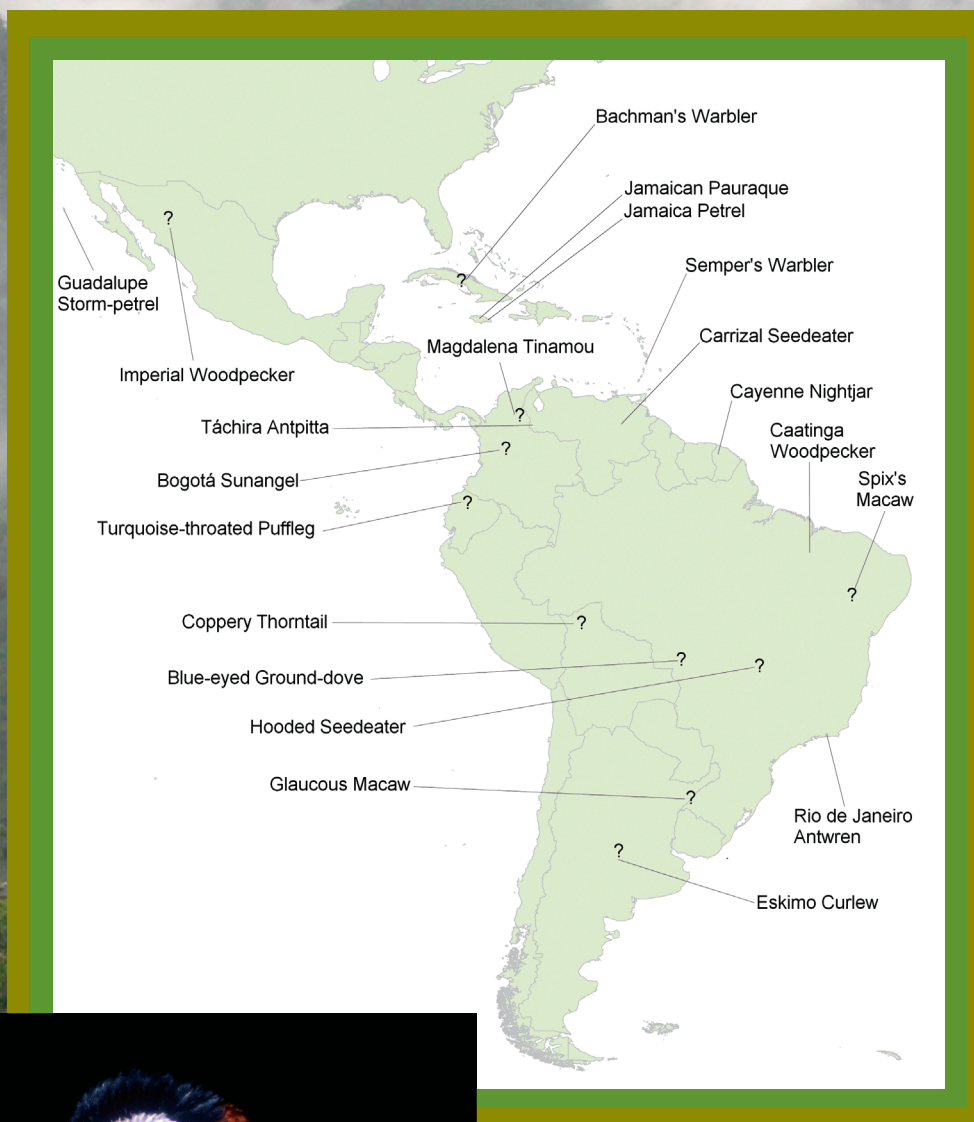 Bachman's Warbler
Jamaican Pauraque
Jamaica Petrel
?
Semper's Warbler
?
Guadalupe
Storm-petrel
Carrizal Seedeater
Magdalena Tinamou
Imperial Woodpecker
Cayenne Nightjar
?
Táchira Antpitta
Caatinga
Woodpecker
?
Bogotá Sunangel
Spix's
Macaw
?
Turquoise-throated Puffleg
?
Coppery Thorntail
?
?
?
Blue-eyed Ground-dove
Hooded Seedeater
Glaucous Macaw
?
Rio de Janeiro
Antwren
?
Eskimo Curlew